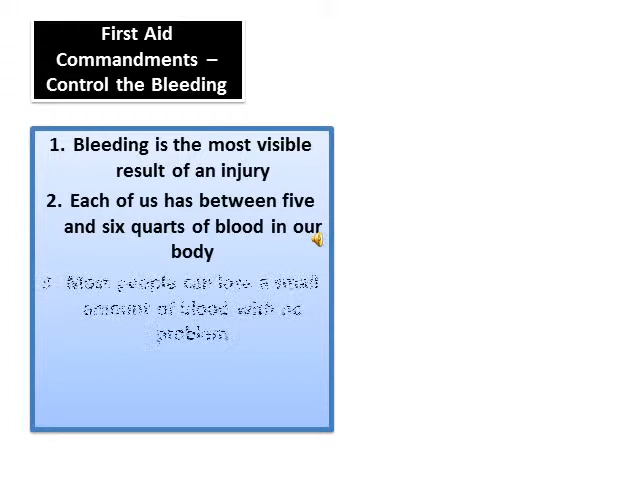 First Aid
Commandments –
Control the Bleeding
1. Bleeding is the most visible
result of an injury
2. Each of us has between five
and six quarts of blood in our
body
3. Most people can lose a small
amount of blood with no
problem